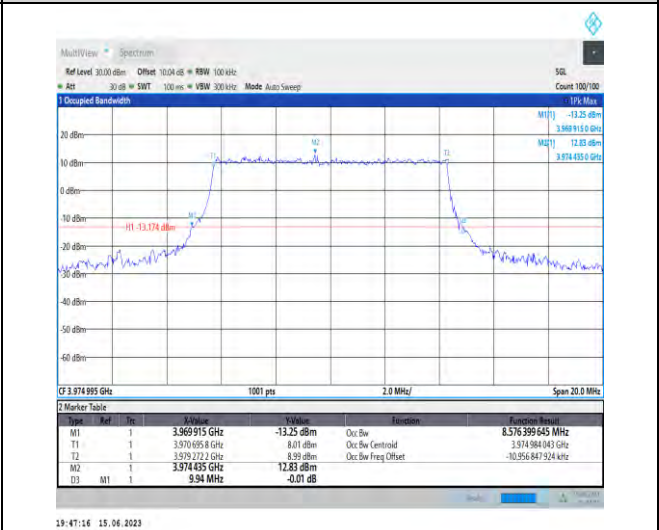 MultiView Spectrum
Ref Level 30.00 dBm Offset 10.04 dB RBW 100 kHz SGL
Att 30 dB SWT 100 ms VBW 300 kHz Mode Auto Sweep Count 100/100
1 Occupied Bandwidth 1Pk Max
M1[1] -13.25 dBm
3.969 915 0 GHz
M2[1] 12.83 dBm
3.974 435 0 GHz
20 dBm
M2
T1 T2
10 dBm
0 dBm
-10 dBm
M1
H1 -13.174 dBm
-20 dBm
-30 dBm
-40 dBm
-50 dBm
-60 dBm
CF 3.974 995 GHz 1001 pts 2.0 MHz/ Span 20.0 MHz
2 Marker Table
Type Ref Trc X-Value Y-Value Function Function Result
M1 1 3.969 915 GHz -13.25 dBm Occ Bw 8.576 399 645 MHz
T1 1 3.970 695 8 GHz 8.01 dBm Occ Bw Centroid 3.974 984 043 GHz
T2 1 3.979 272 2 GHz 8.99 dBm Occ Bw Freq Offset -10.956 847 924 kHz
M2 1 3.974 435 GHz 12.83 dBm
D3 M1 1 9.94 MHz -0.01 dB
19:47:16 15.06.2023